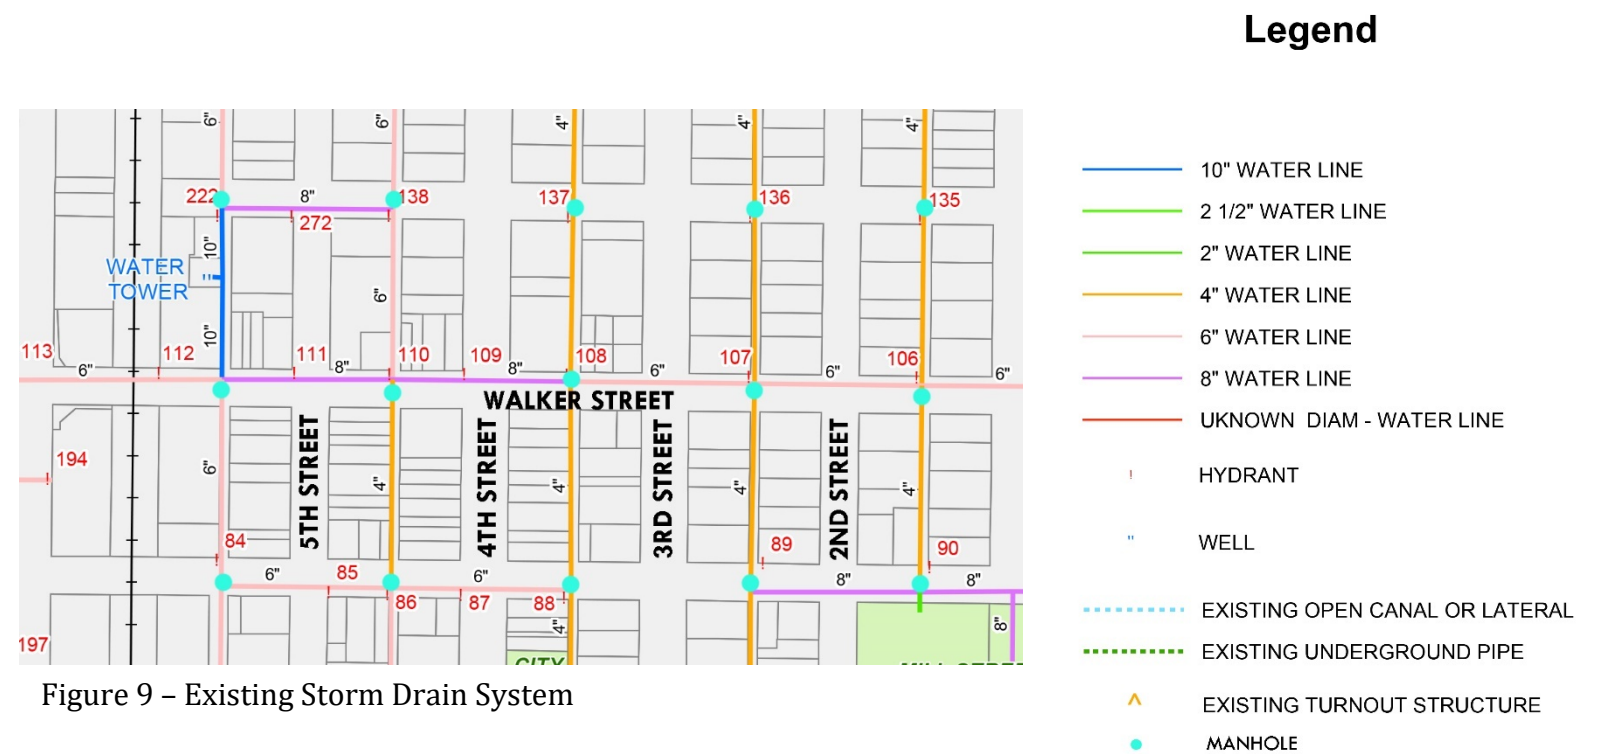 Legend
6"
6"
4"
4"
4"
222
8"
138
137
136
135
272
10"
WATER
TOWER
6"
10"
113
112
111
110
109
108
107
106
6"
8"
8"
6"
6"
6"
WALKER STREET
194
6"
5TH STREET
4"
4TH STREET
4"
3RD STREET
4"
2ND STREET
4"
84
89
90
6"
85
6"
8"
8"
86
87
88
4"
8"
197
CITY
MILL STREE
Figure 9 – Existing Storm Drain System
10" WATER LINE
2 1/2" WATER LINE
2" WATER LINE
4" WATER LINE
6" WATER LINE
8" WATER LINE
UKNOWN DIAM - WATER LINE
HYDRANT
WELL
EXISTING OPEN CANAL OR LATERAL
EXISTING UNDERGROUND PIPE
EXISTING TURNOUT STRUCTURE
MANHOLE